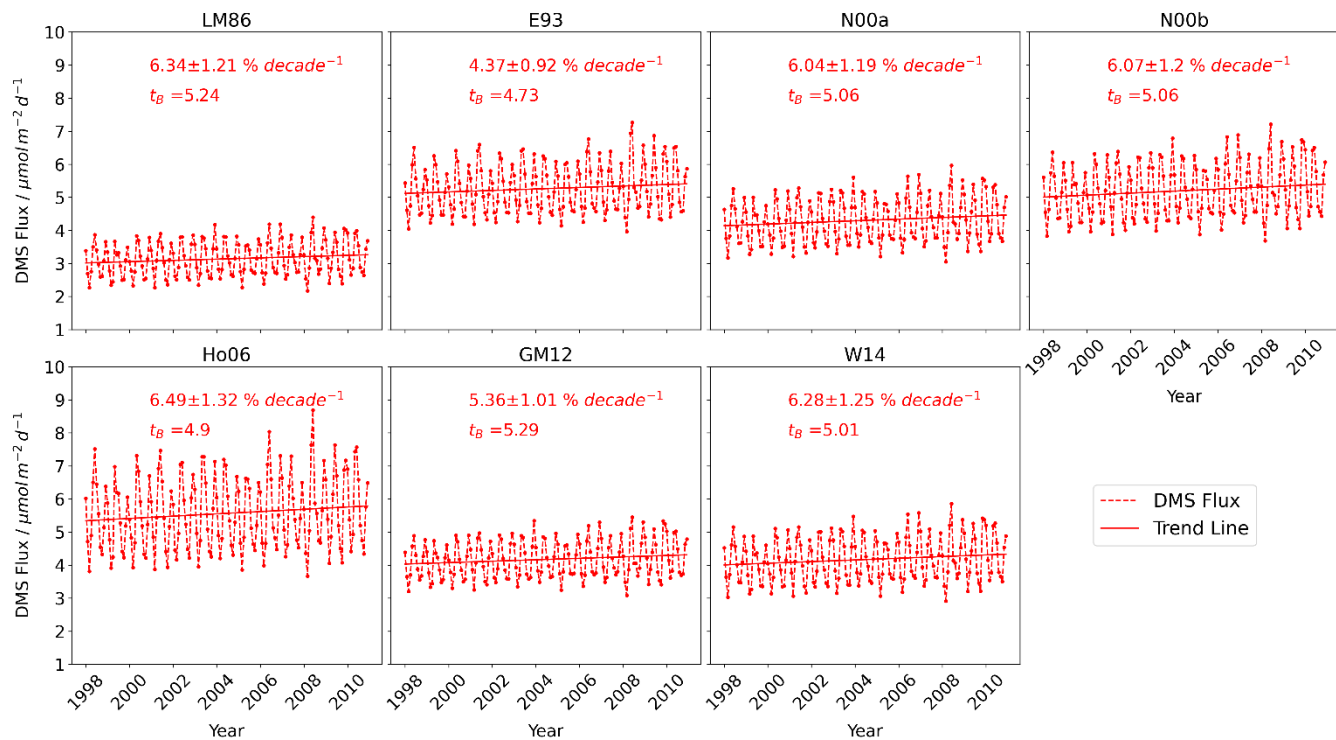 LM86
E93
N00a
N00b
10
9
8
7
6
5
4
3
2
1
DMS Flux / μmol m⁻² d⁻¹
6.34±1.21 % decade⁻¹
t_B =5.24
4.37±0.92 % decade⁻¹
t_B =4.73
6.04±1.19 % decade⁻¹
t_B =5.06
6.07±1.2 % decade⁻¹
t_B =5.06
1998
2000
2002
2004
2006
2008
2010
Year
Ho06
GM12
W14
10
9
8
7
6
5
4
3
2
1
DMS Flux / μmol m⁻² d⁻¹
6.49±1.32 % decade⁻¹
t_B =4.9
5.36±1.01 % decade⁻¹
t_B =5.29
6.28±1.25 % decade⁻¹
t_B =5.01
1998
2000
2002
2004
2006
2008
2010
Year
1998
2000
2002
2004
2006
2008
2010
Year
1998
2000
2002
2004
2006
2008
2010
Year
DMS Flux
Trend Line